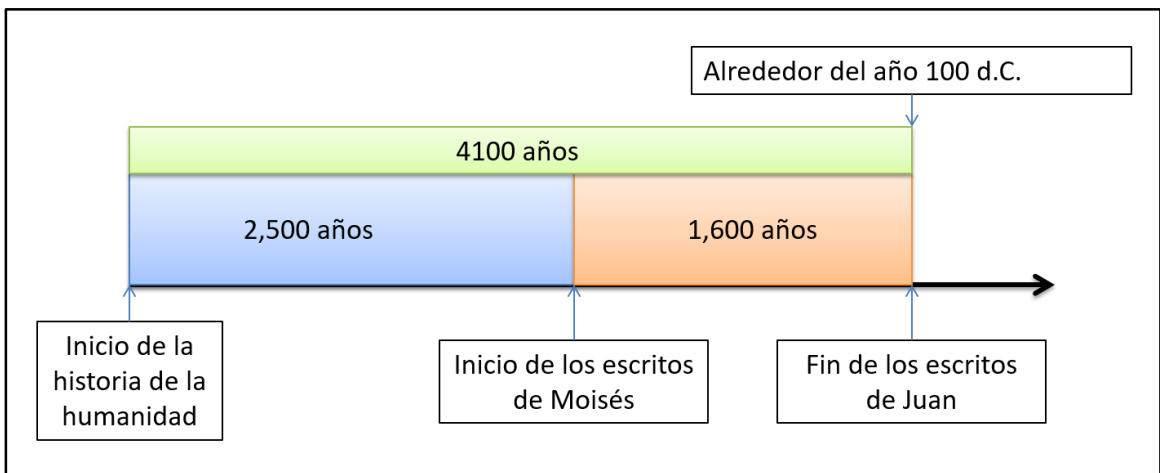 Alrededor del año 100 d.C.
4100 años
2,500 años
1,600 años
Inicio de la
historia de la
humanidad
Inicio de los escritos
de Moisés
Fin de los escritos
de Juan